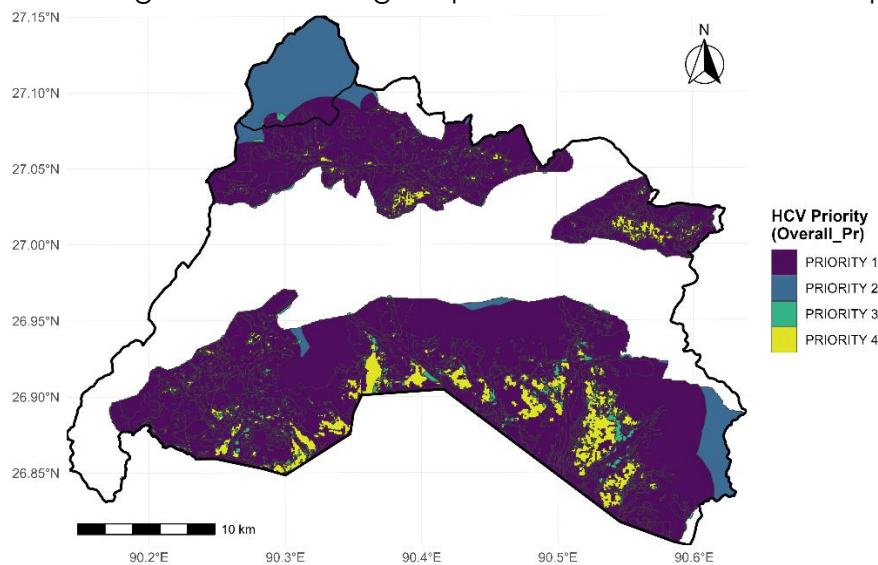 27.15°N
27.10°N
27.05°N
27.00°N
26.95°N
26.90°N
26.85°N
N
HCV Priority
(Overall_Pr)
PRIORITY 1
PRIORITY 2
PRIORITY 3
PRIORITY 4
10 km
90.2°E 90.3°E 90.4°E 90.5°E 90.6°E